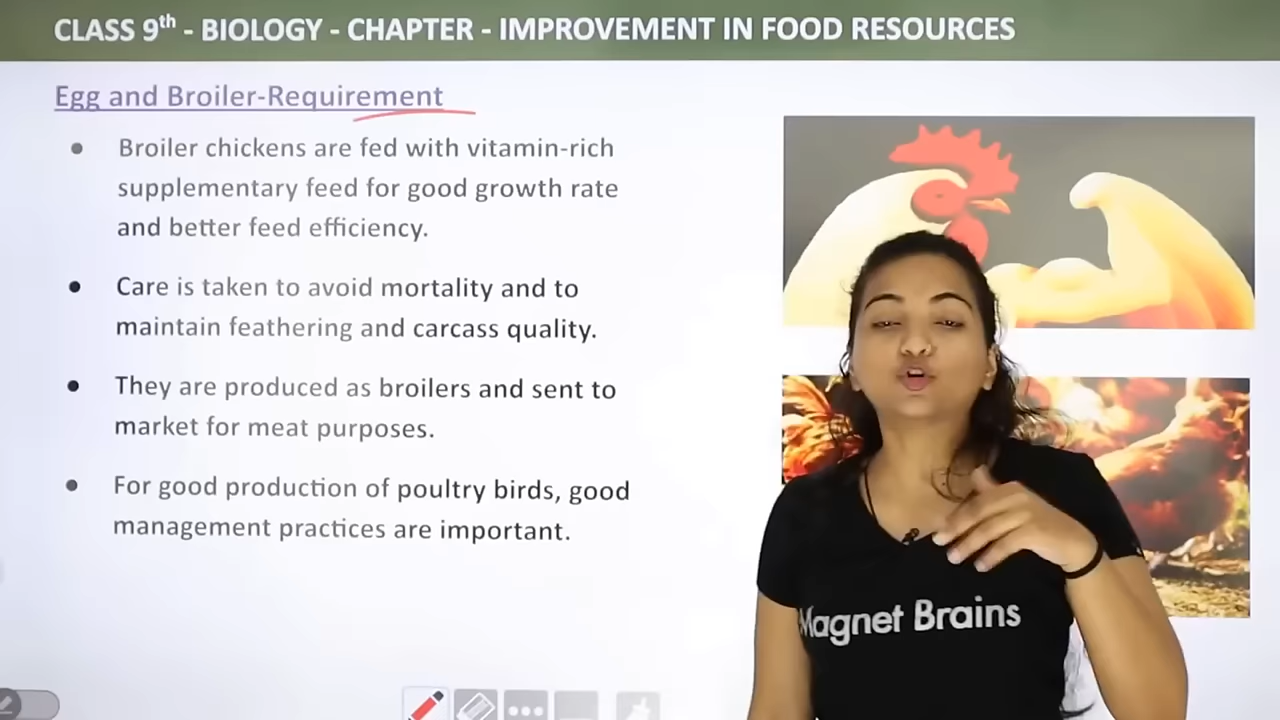 CLASS 9th - BIOLOGY - CHAPTER - IMPROVEMENT IN FOOD RESOURCES
Egg and Broiler-Requirement
• Broiler chickens are fed with vitamin-rich
supplementary feed for good growth rate
and better feed efficiency.
• Care is taken to avoid mortality and to
maintain feathering and carcass quality.
• They are produced as broilers and sent to
market for meat purposes.
• For good production of poultry birds, good
management practices are important.
Magnet Brains